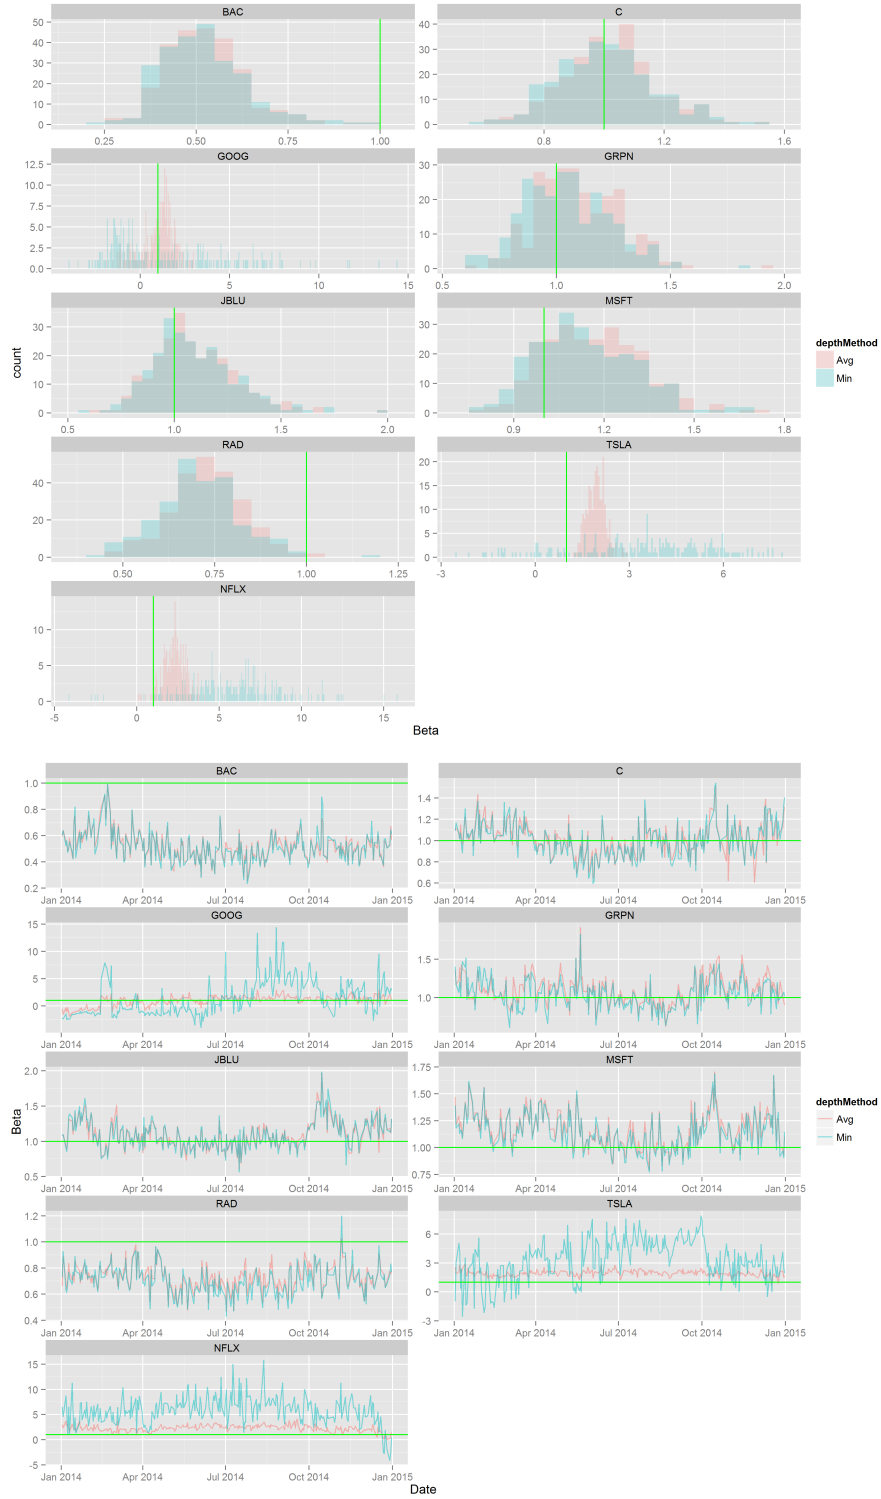 BAC
C
50
40
30
20
10
0
40
30
20
10
0
0.25
0.50
0.75
1.00
0.8
1.2
1.6
GOOG
GRPN
12.5
10.0
7.5
5.0
2.5
0.0
30
20
10
0
0
5
10
15
0.5
1.0
1.5
2.0
JBLU
MSFT
30
20
10
0
30
20
10
0
0.5
1.0
1.5
2.0
0.9
1.2
1.5
1.8
count
depthMethod
Avg
Min
RAD
TSLA
40
20
0
20
15
10
5
0
0.50
0.75
1.00
1.25
-3
0
3
6
NFLX
10
5
0
-5
0
5
10
15
Beta
BAC
C
1.0
0.8
0.6
0.4
0.2
1.4
1.2
1.0
0.8
0.6
Jan 2014
Apr 2014
Jul 2014
Oct 2014
Jan 2015
Jan 2014
Apr 2014
Jul 2014
Oct 2014
Jan 2015
GOOG
GRPN
15
10
5
0
1.5
1.0
Jan 2014
Apr 2014
Jul 2014
Oct 2014
Jan 2015
Jan 2014
Apr 2014
Jul 2014
Oct 2014
Jan 2015
JBLU
MSFT
2.0
1.5
1.0
0.5
1.75
1.50
1.25
1.00
0.75
Jan 2014
Apr 2014
Jul 2014
Oct 2014
Jan 2015
Jan 2014
Apr 2014
Jul 2014
Oct 2014
Jan 2015
Beta
depthMethod
Avg
Min
RAD
TSLA
1.2
1.0
0.8
0.6
0.4
6
3
0
-3
Jan 2014
Apr 2014
Jul 2014
Oct 2014
Jan 2015
Jan 2014
Apr 2014
Jul 2014
Oct 2014
Jan 2015
NFLX
15
10
5
0
-5
Jan 2014
Apr 2014
Jul 2014
Oct 2014
Jan 2015
Date